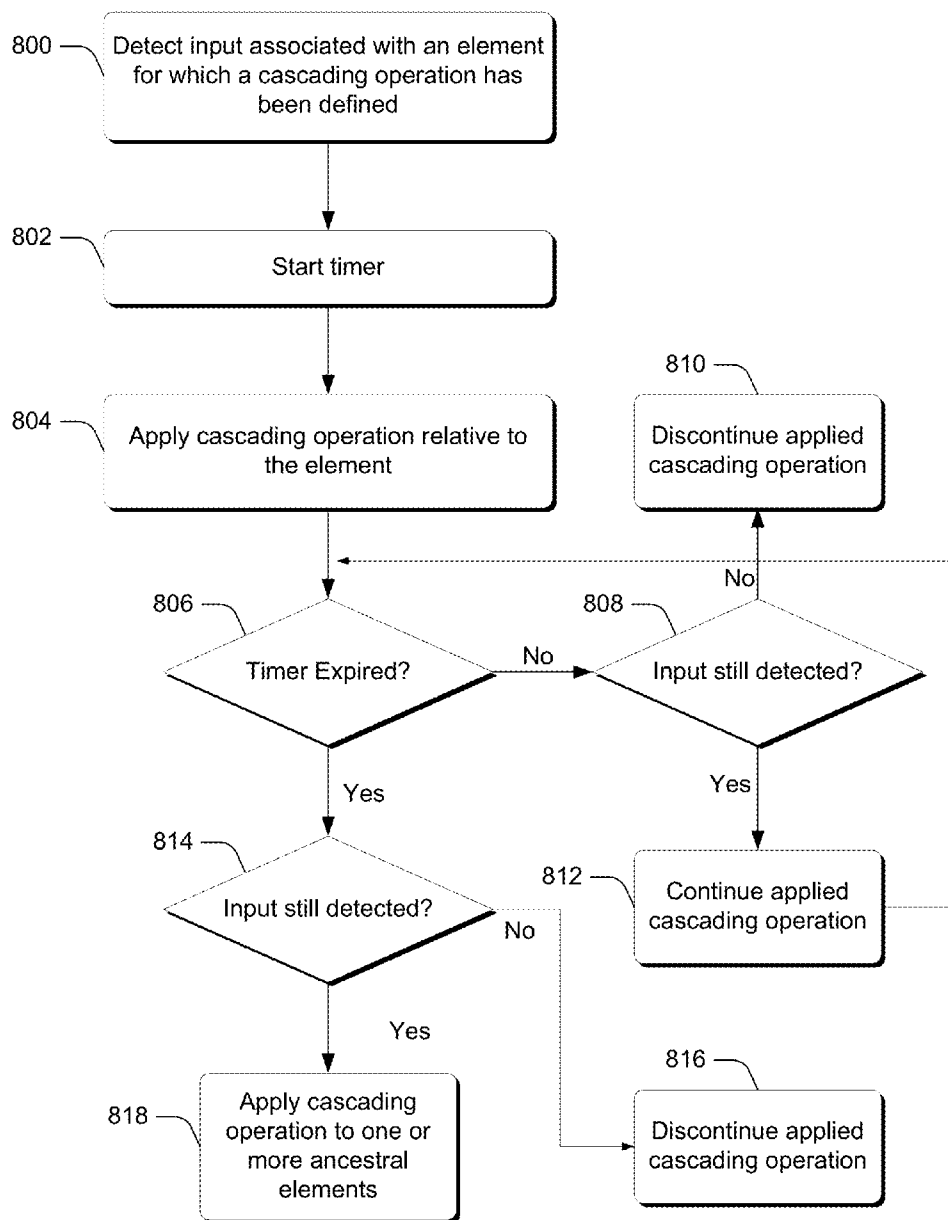 800
Detect input associated with an element
for which a cascading operation has
been defined
802
Start timer
804
Apply cascading operation relative to
the element
810
Discontinue applied
cascading operation
No
806
Timer Expired?
No
808
Input still detected?
Yes
Yes
814
Input still detected?
No
812
Continue applied
cascading operation
Yes
818
Apply cascading
operation to one or
more ancestral
elements
816
Discontinue applied
cascading operation